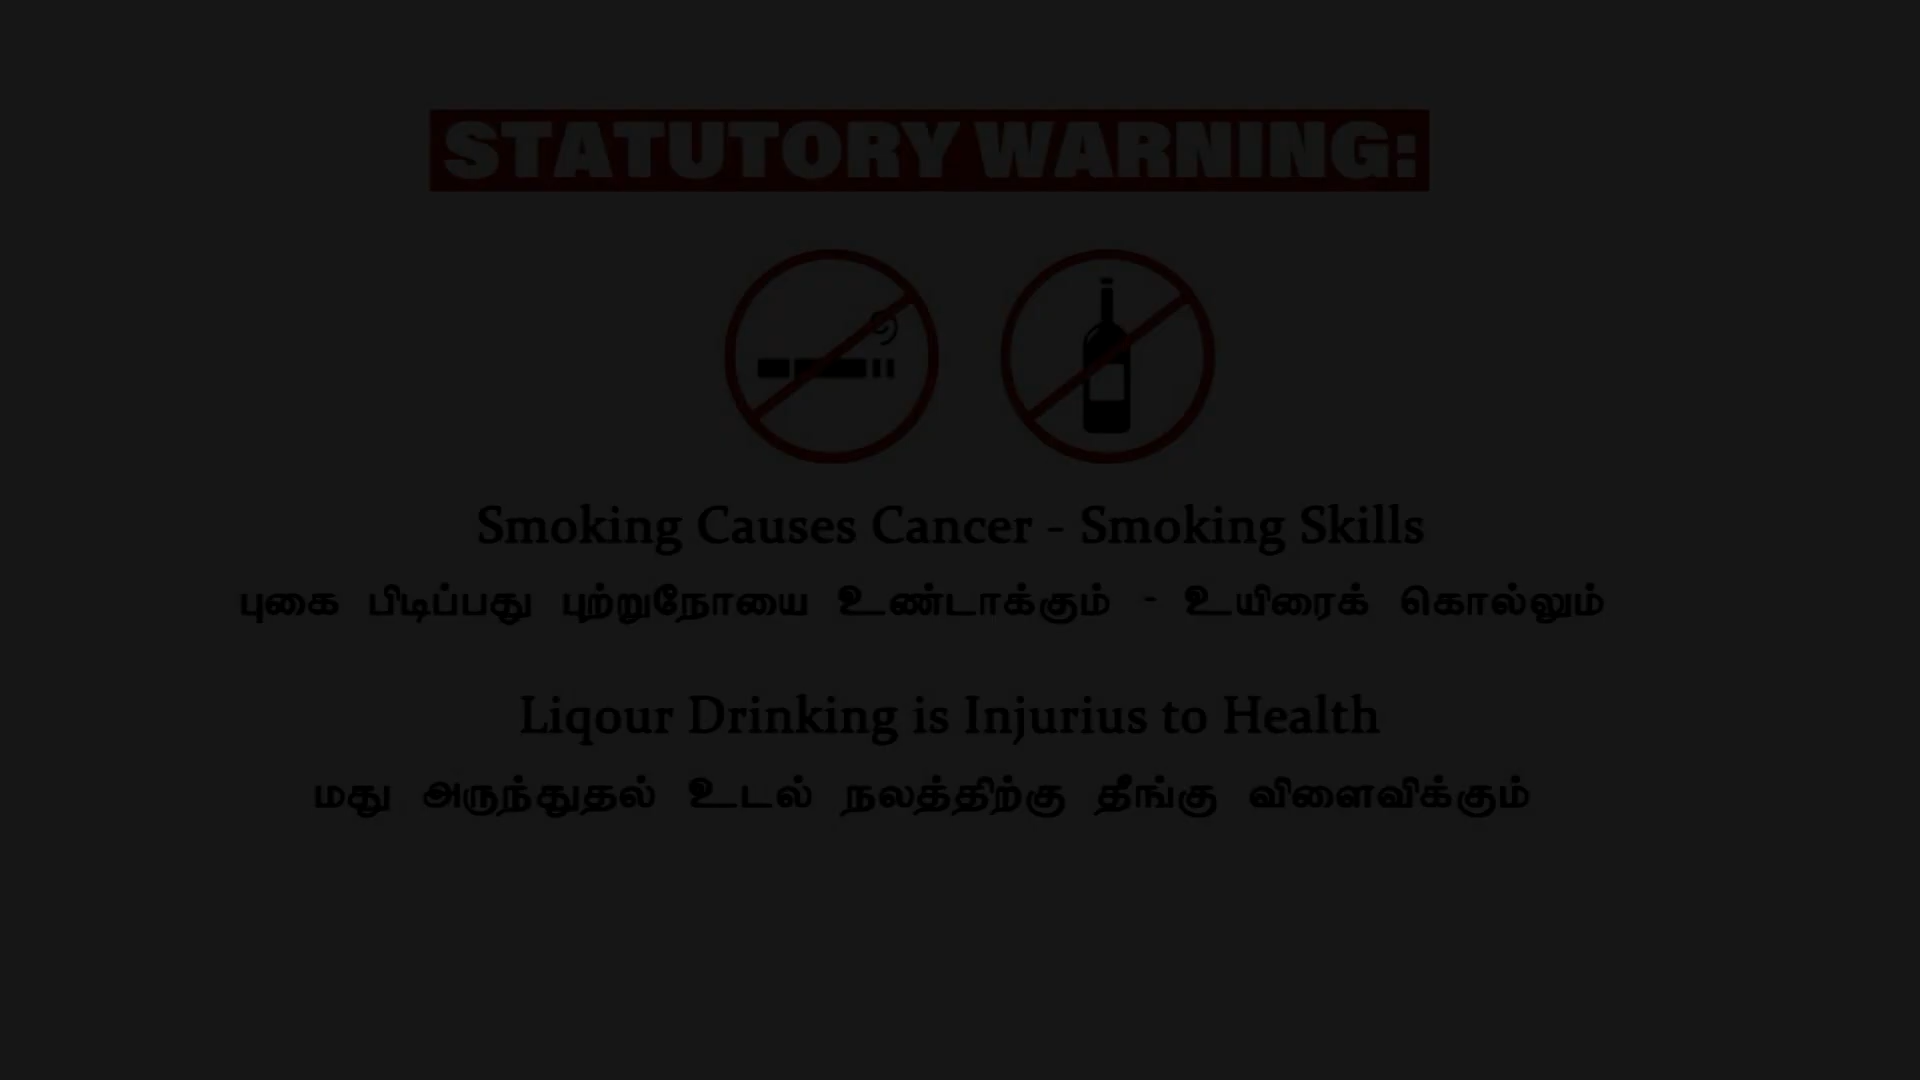 STATUTORY WARNING:
Smoking Causes Cancer - Smoking Skills
புகை பிடிப்பது புற்றுநோயை உண்டாக்கும் - உயிரைக் கொல்லும்
Liqour Drinking is Injurius to Health
மது அருந்துதல் உடல் நலத்திற்கு தீங்கு விளைவிக்கும்